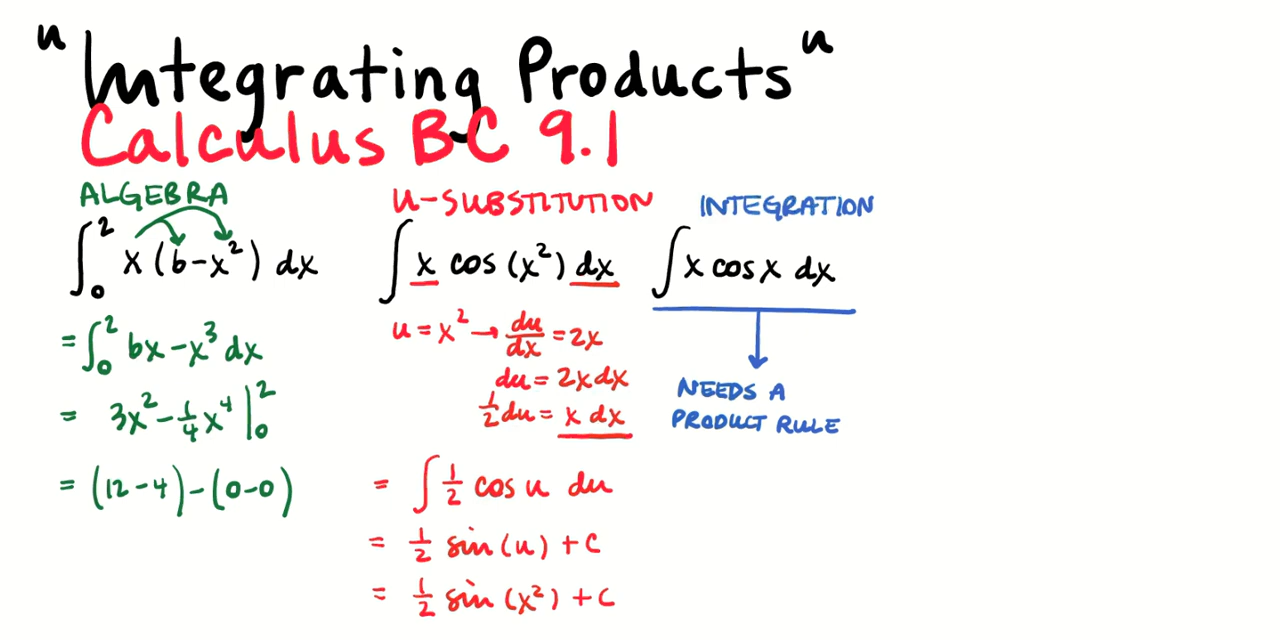 "Integrating Products"
Calculus BC 9.1
ALGEBRA
∫₀² x(6-x²) dx
= ∫₀² 6x-x³ dx
= 3x²-¼x⁴|₀²
= (12-4)-(0-0)
U-SUBSTITUTION
∫ x cos(x²) dx
u = x² → du/dx = 2x
du = 2x dx
½du = x dx
= ∫ ½ cos u du
= ½ sin(u) + C
= ½ sin(x²) + C
INTEGRATION
∫ x cos x dx
NEEDS A
PRODUCT RULE